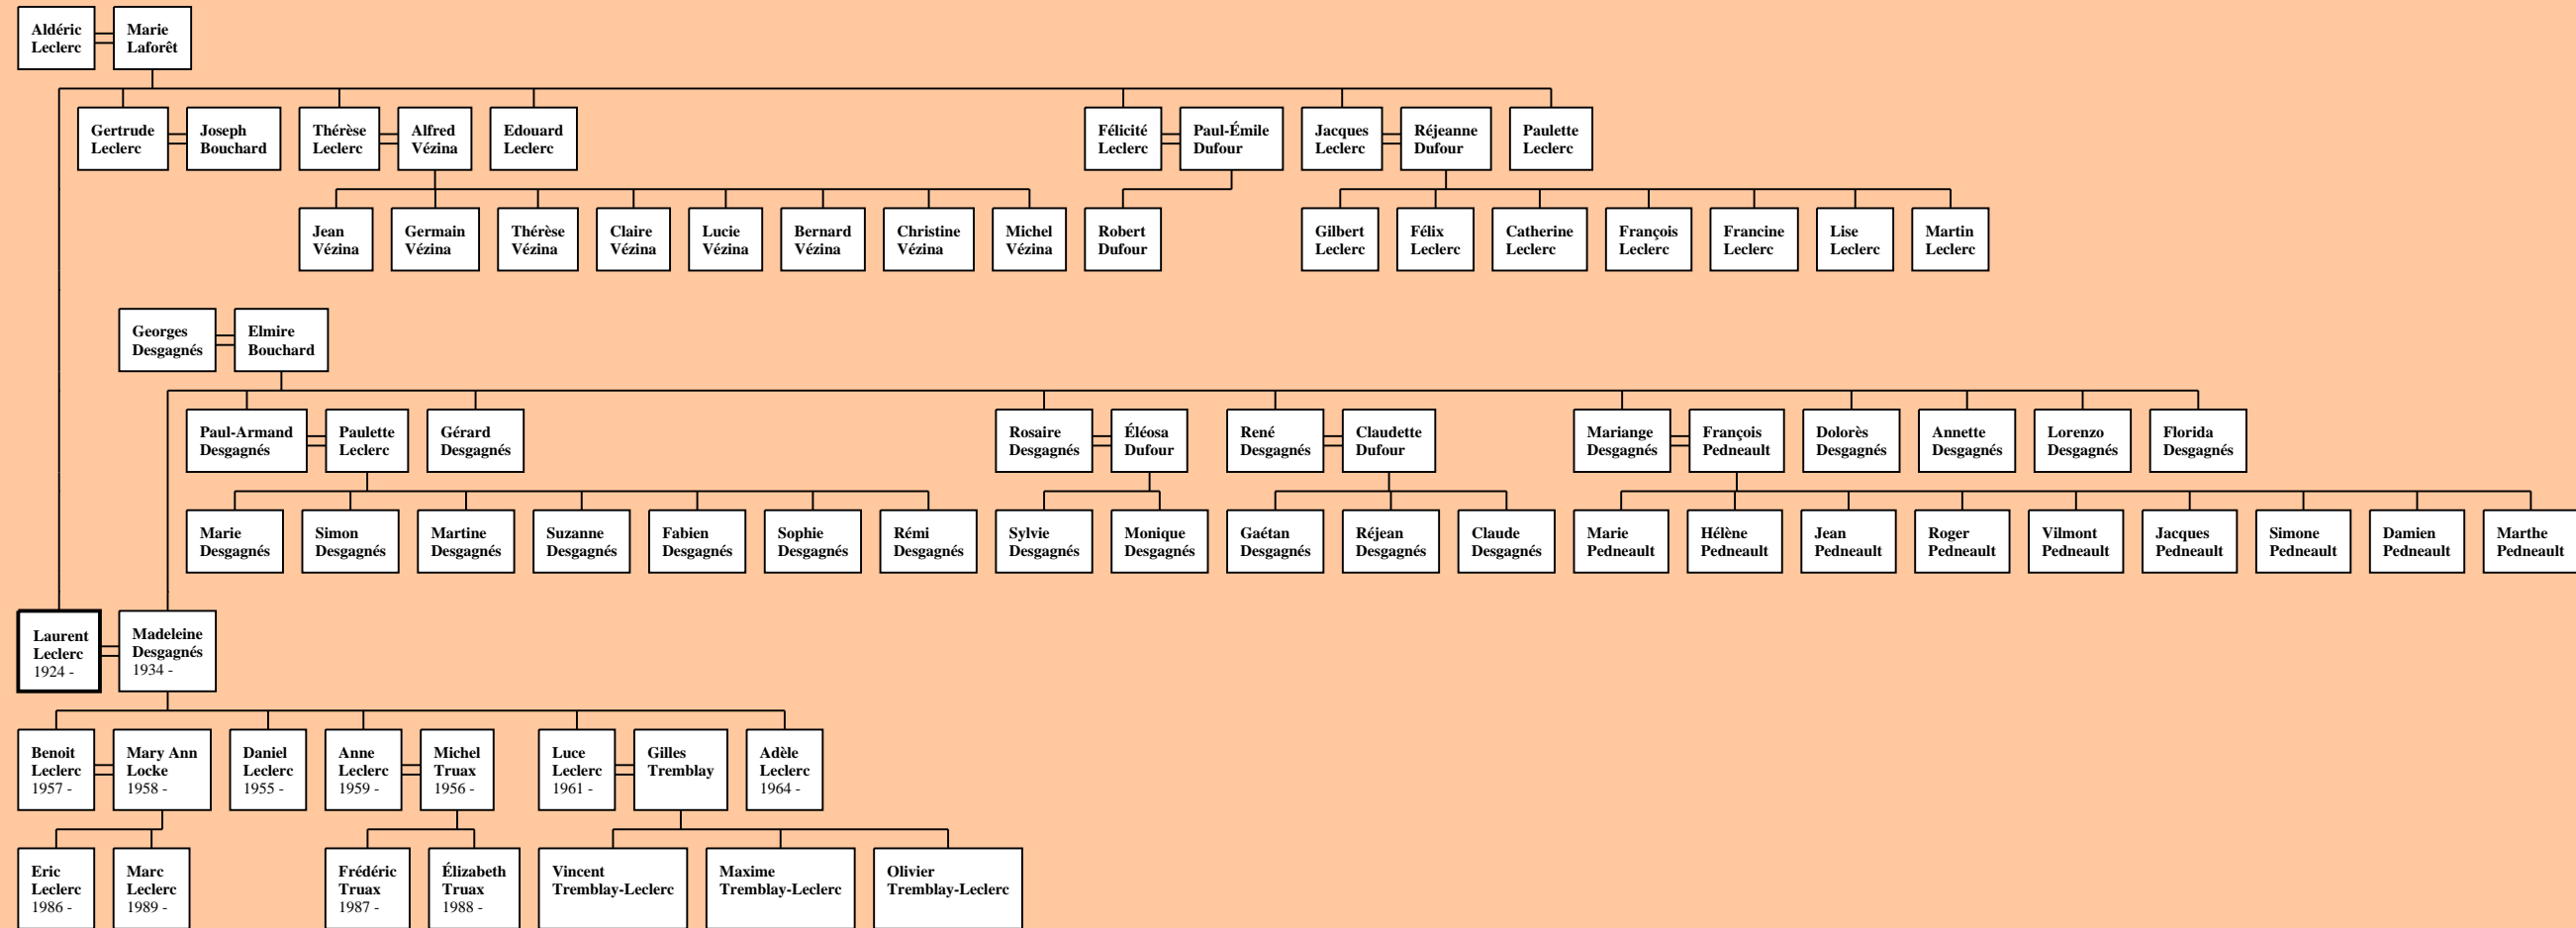 Aldéric
Leclerc
Marie
Laforêt
Gertrude
Leclerc
Joseph
Bouchard
Thérèse
Leclerc
Alfred
Vézina
Edouard
Leclerc
Félicité
Leclerc
Paul-Émile
Dufour
Jacques
Leclerc
Réjeanne
Dufour
Paulette
Leclerc
Jean
Vézina
Germain
Vézina
Thérèse
Vézina
Claire
Vézina
Lucie
Vézina
Bernard
Vézina
Christine
Vézina
Michel
Vézina
Robert
Dufour
Gilbert
Leclerc
Félix
Leclerc
Catherine
Leclerc
François
Leclerc
Francine
Leclerc
Lise
Leclerc
Martin
Leclerc
Georges
Desgagnés
Elmire
Bouchard
Paul-Armand
Desgagnés
Paulette
Leclerc
Gérard
Desgagnés
Rosaire
Desgagnés
Éléosa
Dufour
René
Desgagnés
Claudette
Dufour
Mariange
Desgagnés
François
Pedneault
Dolorès
Desgagnés
Annette
Desgagnés
Lorenzo
Desgagnés
Florida
Desgagnés
Marie
Desgagnés
Simon
Desgagnés
Martine
Desgagnés
Suzanne
Desgagnés
Fabien
Desgagnés
Sophie
Desgagnés
Rémi
Desgagnés
Sylvie
Desgagnés
Monique
Desgagnés
Gaétan
Desgagnés
Réjean
Desgagnés
Claude
Desgagnés
Marie
Pedneault
Hélène
Pedneault
Jean
Pedneault
Roger
Pedneault
Vilmont
Pedneault
Jacques
Pedneault
Simone
Pedneault
Damien
Pedneault
Marthe
Pedneault
Laurent
Leclerc
1924 -
Madeleine
Desgagnés
1934 -
Benoit
Leclerc
1957 -
Mary Ann
Locke
1958 -
Daniel
Leclerc
1955 -
Anne
Leclerc
1959 -
Michel
Truax
1956 -
Luce
Leclerc
1961 -
Gilles
Tremblay
Adèle
Leclerc
1964 -
Eric
Leclerc
1986 -
Marc
Leclerc
1989 -
Frédéric
Truax
1987 -
Élizabeth
Truax
1988 -
Vincent
Tremblay-Leclerc
Maxime
Tremblay-Leclerc
Olivier
Tremblay-Leclerc